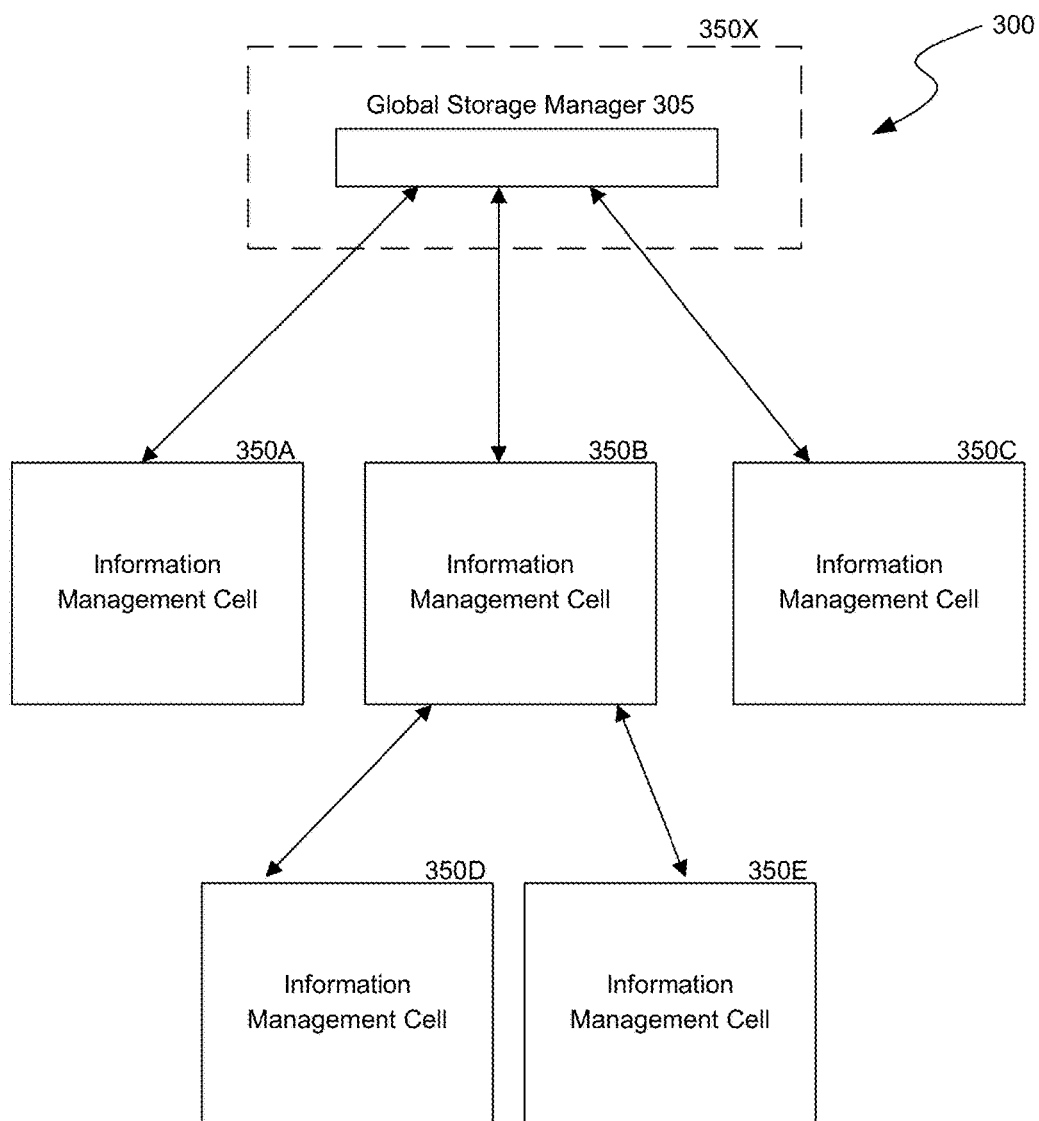 350X
300
Global Storage Manager 305
350A
350B
350C
Information
Management Cell
Information
Management Cell
Information
Management Cell
350D
350E
Information
Management Cell
Information
Management Cell